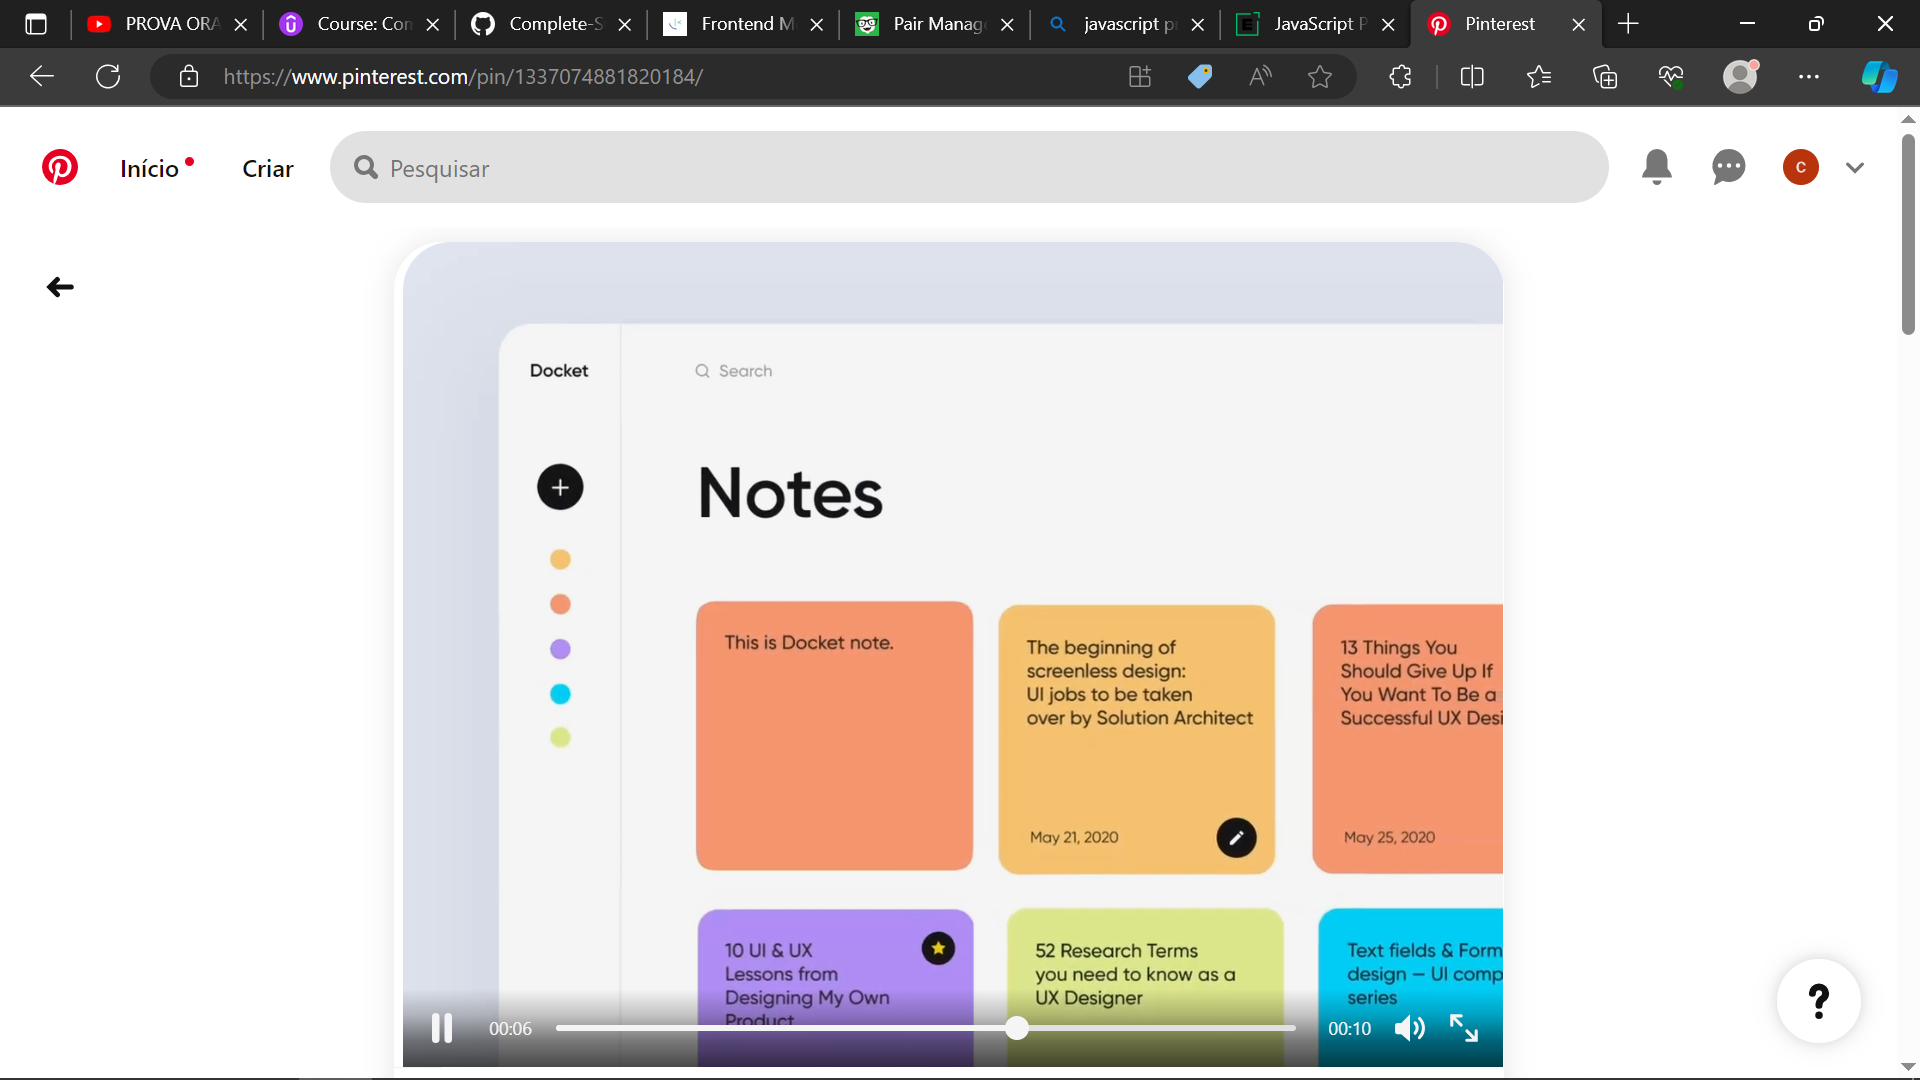 PROVA ORA
Course: Con
Complete-S
Frontend M
Pair Manag
javascript p
JavaScript P
Pinterest
https://www.pinterest.com/pin/1337074881820184/
Início
Criar
Pesquisar
C
Docket
Search
Notes
This is Docket note.
The beginning of
screenless design:
UI jobs to be taken
over by Solution Architect
May 21, 2020
13 Things You
Should Give Up If
You Want To Be a
Successful UX Desi
May 25, 2020
10 UI & UX
Lessons from
Designing My Own
Product
52 Research Terms
you need to know as a
UX Designer
Text fields & Form
design – UI comp
series
00:06
00:10
?